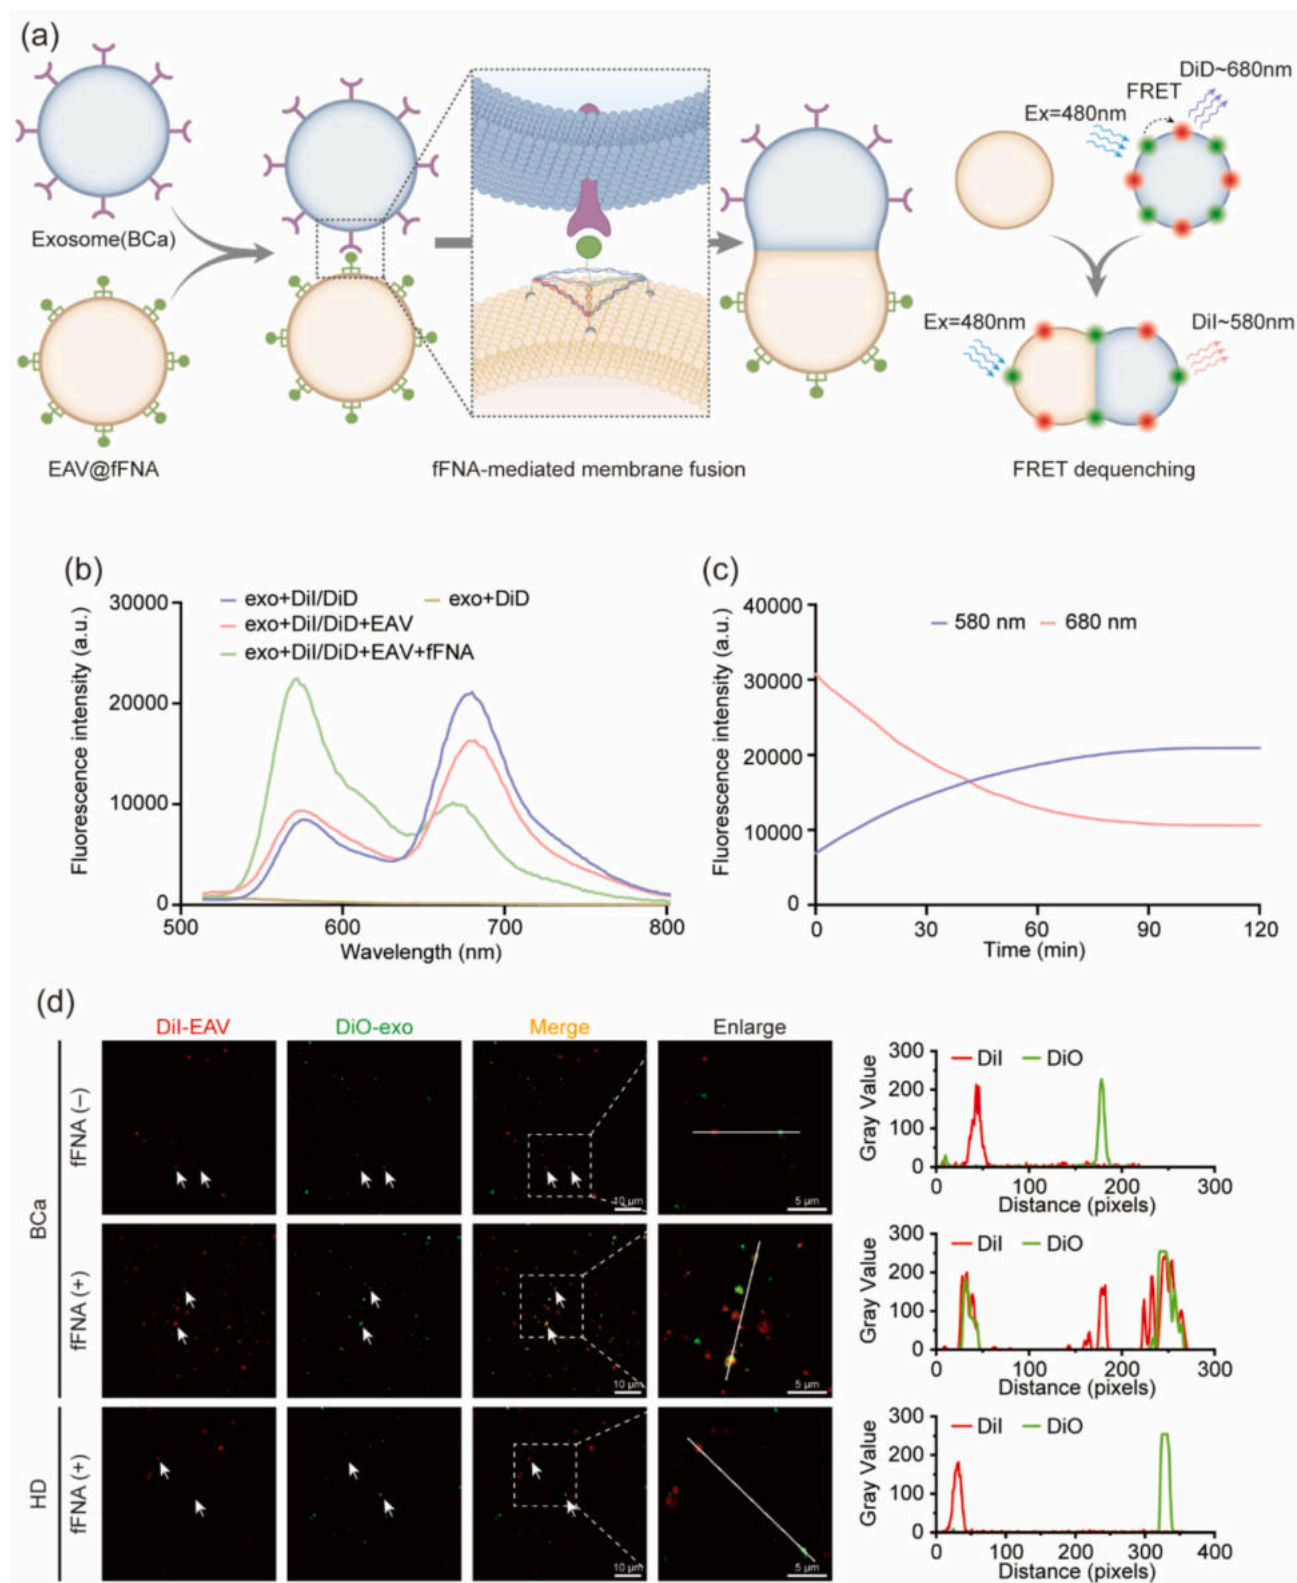 (a)
DiD~680nm
FRET
Ex=480nm
Exosome(BCa)
Ex=480nm
DiI~580nm
EAV@fFNA
fFNA-mediated membrane fusion
FRET dequenching
(b)
exo+DiI/DiD
exo+DiD
exo+DiI/DiD+EAV
exo+DiI/DiD+EAV+fFNA
Fluorescence intensity (a.u.)
30000
20000
10000
0
500
600
700
800
Wavelength (nm)
(c)
580 nm
680 nm
Fluorescence intensity (a.u.)
40000
30000
20000
10000
0
0
30
60
90
120
Time (min)
(d)
DiI-EAV
DiO-exo
Merge
Enlarge
BCa
fFNA (–)
10 μm
5 μm
DiI
DiO
Gray Value
300
200
100
0
0
100
200
300
Distance (pixels)
fFNA (+)
10 μm
5 μm
DiI
DiO
Gray Value
300
200
100
0
0
100
200
300
Distance (pixels)
HD
fFNA (+)
10 μm
5 μm
DiI
DiO
Gray Value
300
200
100
0
0
100
200
300
400
Distance (pixels)